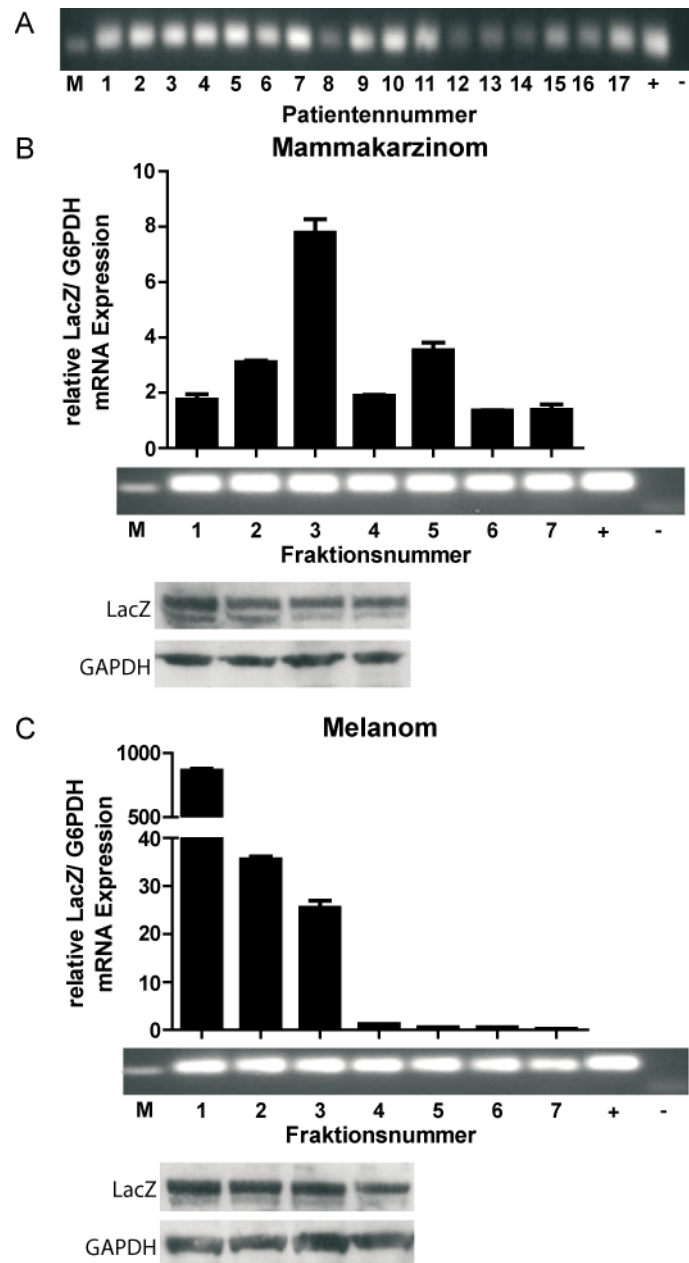 A
M 1 2 3 4 5 6 7 8 9 10 11 12 13 14 15 16 17 + -
Patientennummer
B
Mammakarzinom
relative LacZ/ G6PDH
mRNA Expression
10
8
6
4
2
0
M 1 2 3 4 5 6 7 + -
Fraktionsnummer
LacZ
GAPDH
C
Melanom
relative LacZ/ G6PDH
mRNA Expression
1000
500
40
30
20
10
0
M 1 2 3 4 5 6 7 + -
Fraktionsnummer
LacZ
GAPDH